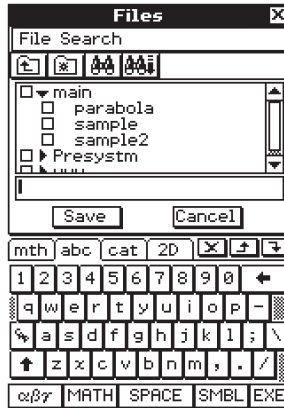 Files
File Search
main
parabola
sample
sample2
Presystm
Save Cancel
mth abc cat 2D
1 2 3 4 5 6 7 8 9 0
q w e r t y u i o p -
a s d f g h j k l ; \
z x c v b n m , . /
αβγ MATH SPACE SMBL EXE